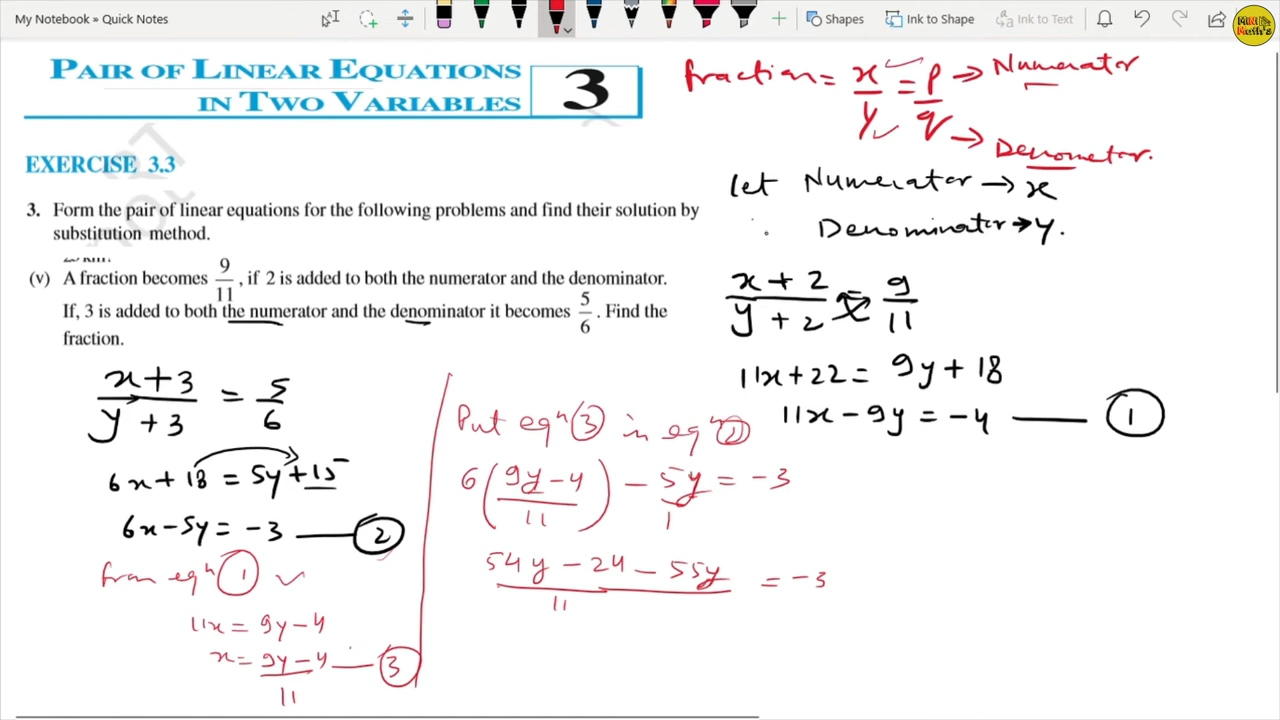 My Notebook » Quick Notes
Shapes
Ink to Shape
Ink to Text
MINI Math's
PAIR OF LINEAR EQUATIONS
IN TWO VARIABLES
3
EXERCISE 3.3
3. Form the pair of linear equations for the following problems and find their solution by
substitution method.
(v) A fraction becomes 9/11, if 2 is added to both the numerator and the denominator.
If, 3 is added to both the numerator and the denominator it becomes 5/6. Find the
fraction.
fraction = x/y = p/q → Numerator
→ Denometor.
let Numerator → x
Denominator → y.
x+2/y+2 = 9/11
11x+22 = 9y+18
11x-9y = -4 —— 1
x+3/y+3 = 5/6
6x+18 = 5y+15
6x-5y = -3 —— 2
from eqn 1 ✓
11x = 9y-4
x = 9y-4/11 —— 3
Put eqn 3 in eqn 2
6(9y-4/11) - 5y/1 = -3
54y-24-55y/11 = -3